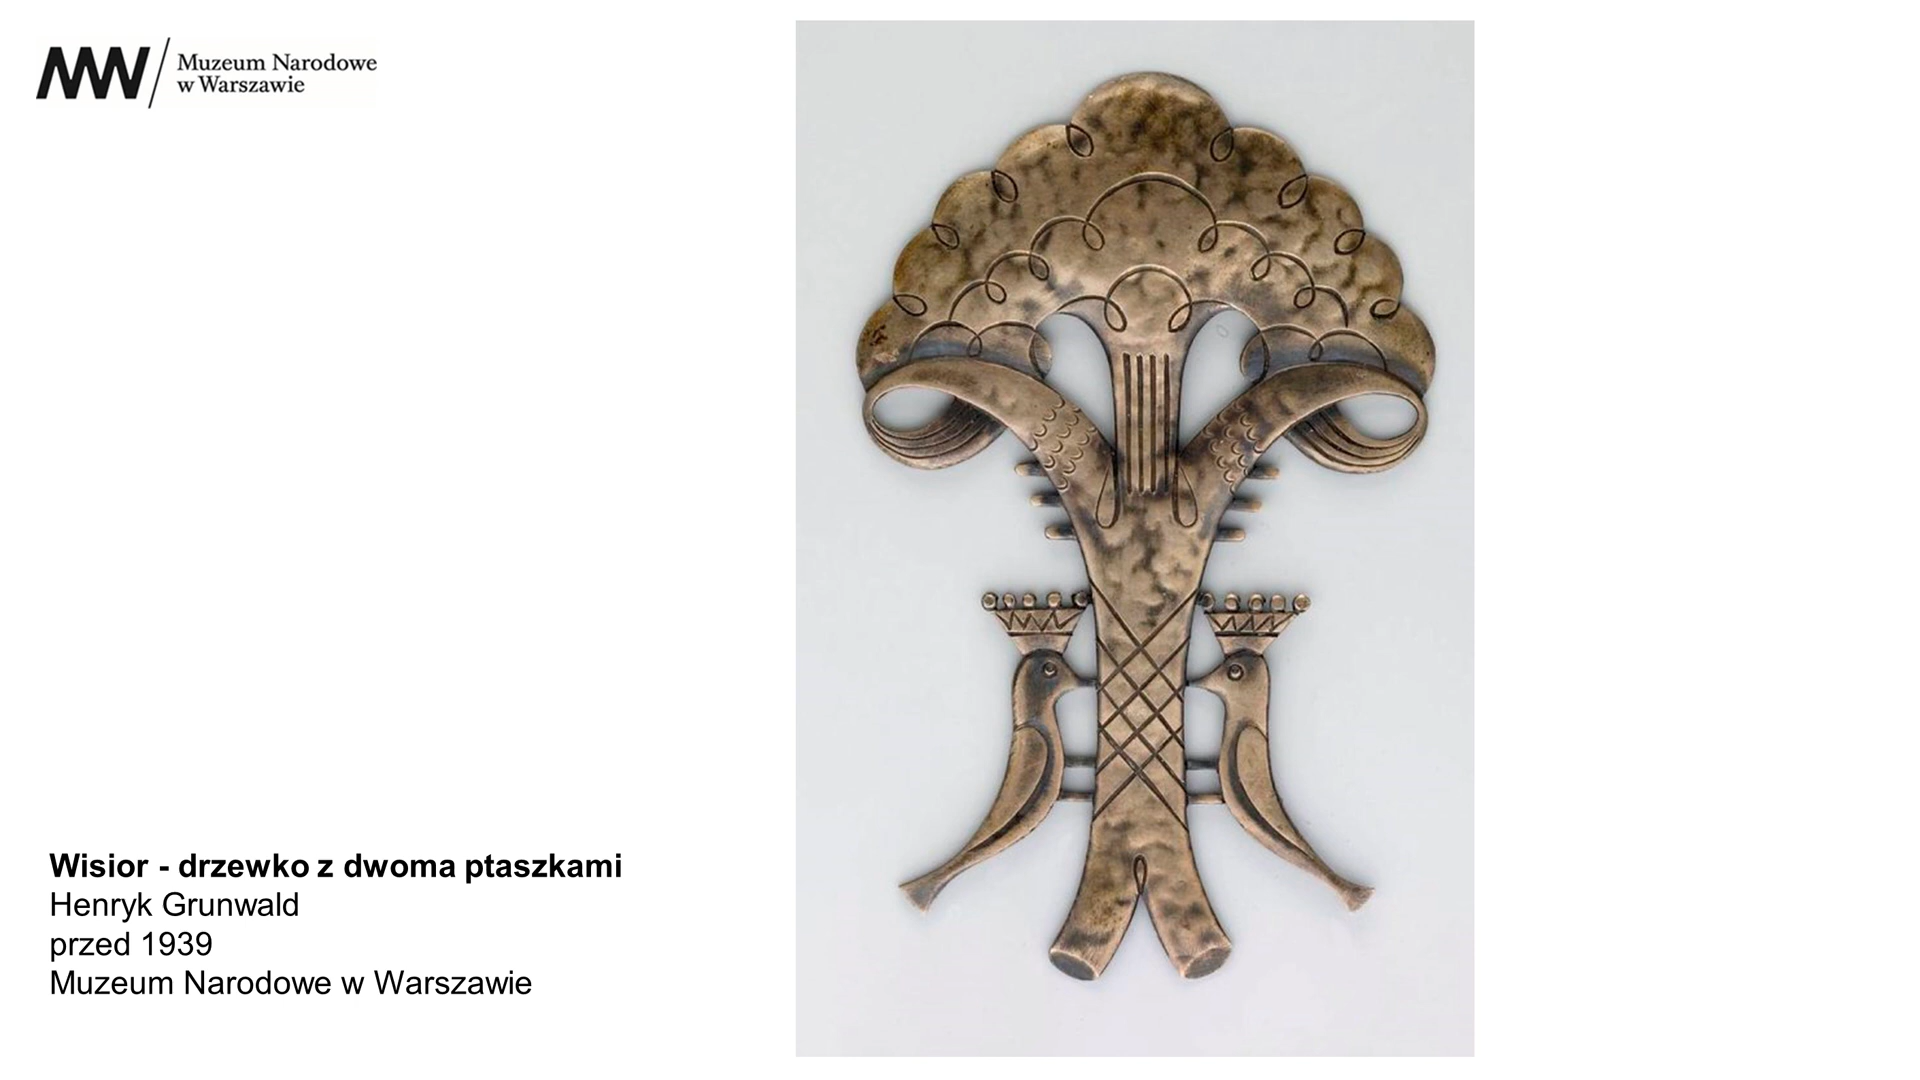 MNW
Muzeum Narodowe
w Warszawie
Wisior - drzewko z dwoma ptaszkami
Henryk Grunwald
przed 1939
Muzeum Narodowe w Warszawie